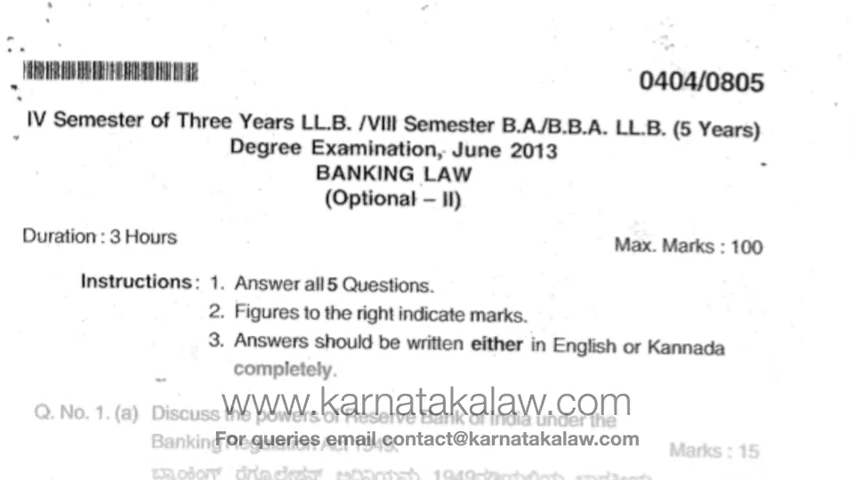 0404/0805
IV Semester of Three Years LL.B. /VIII Semester B.A./B.B.A. LL.B. (5 Years)
Degree Examination, June 2013
BANKING LAW
(Optional – II)
Duration : 3 Hours
Max. Marks : 100
Instructions : 1. Answer all 5 Questions.
2. Figures to the right indicate marks.
3. Answers should be written either in English or Kannada
completely.
www.karnatakalaw.com
Q. No. 1. (a) Discuss the powers of Reserve Bank of India under the
Banking Regulation Act 1949.
For queries email contact@karnatakalaw.com
Marks : 15